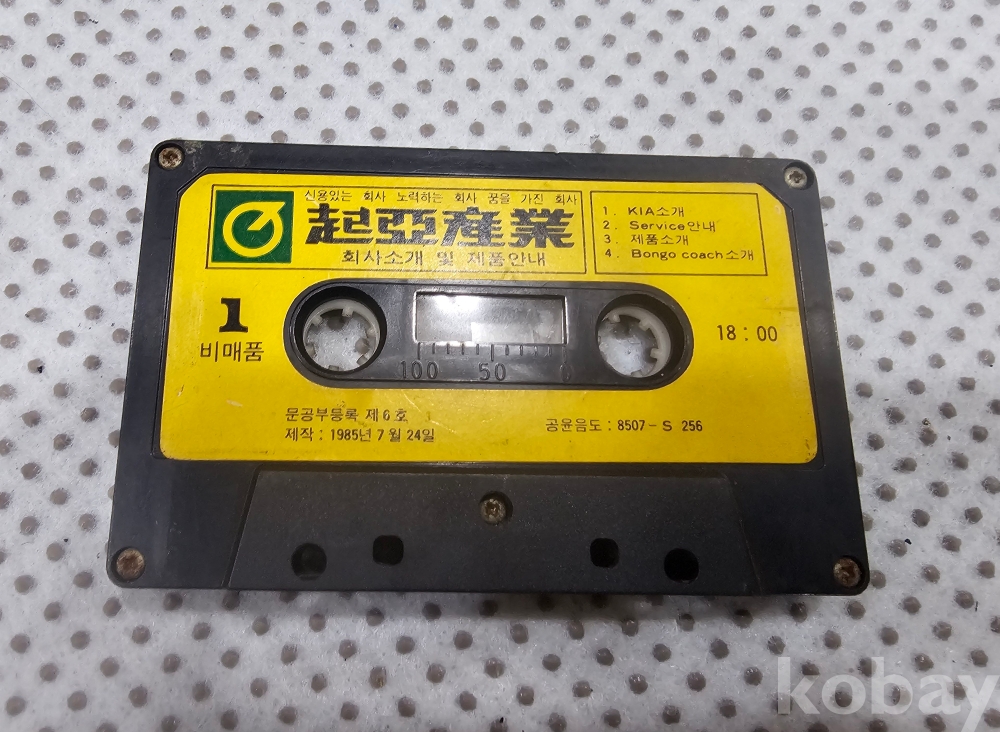 신용있는 회사 노력하는 회사 꿈을 가진 회사
起亞産業
회사소개 및 제품안내
1. KIA소개
2. Service안내
3. 제품소개
4. Bongo coach소개
1
비매품
18 : 00
100 50 0
문공부등록 제6호
제작 : 1985년 7월 24일
공윤음도 : 8507-S 256
kobay